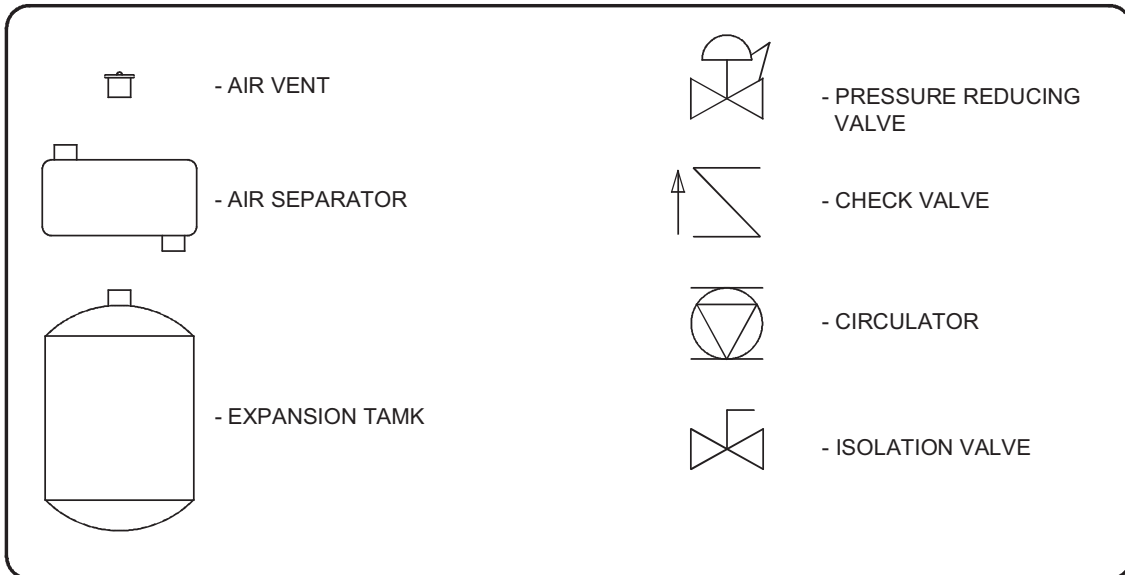 - AIR VENT
- AIR SEPARATOR
- EXPANSION TAMK
- PRESSURE REDUCING
VALVE
- CHECK VALVE
- CIRCULATOR
- ISOLATION VALVE